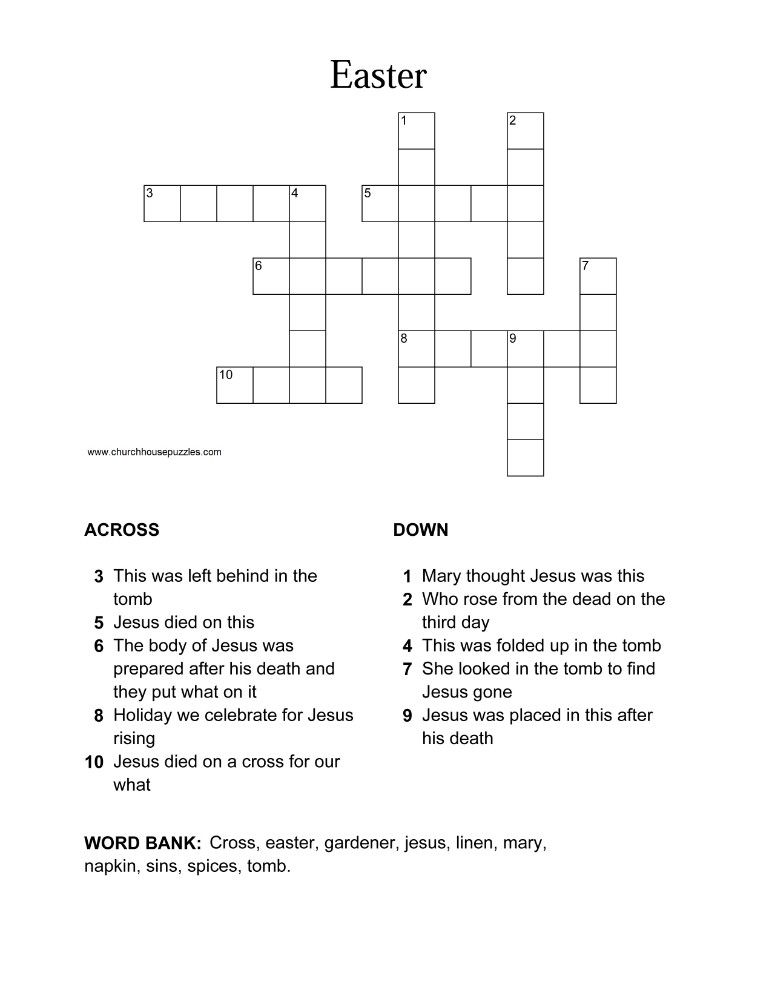 Easter
1 2
3 4 5
6 7
8 9
10
www.churchhousepuzzles.com
ACROSS
3 This was left behind in the
tomb
5 Jesus died on this
6 The body of Jesus was
prepared after his death and
they put what on it
8 Holiday we celebrate for Jesus
rising
10 Jesus died on a cross for our
what
DOWN
1 Mary thought Jesus was this
2 Who rose from the dead on the
third day
4 This was folded up in the tomb
7 She looked in the tomb to find
Jesus gone
9 Jesus was placed in this after
his death
WORD BANK: Cross, easter, gardener, jesus, linen, mary,
napkin, sins, spices, tomb.